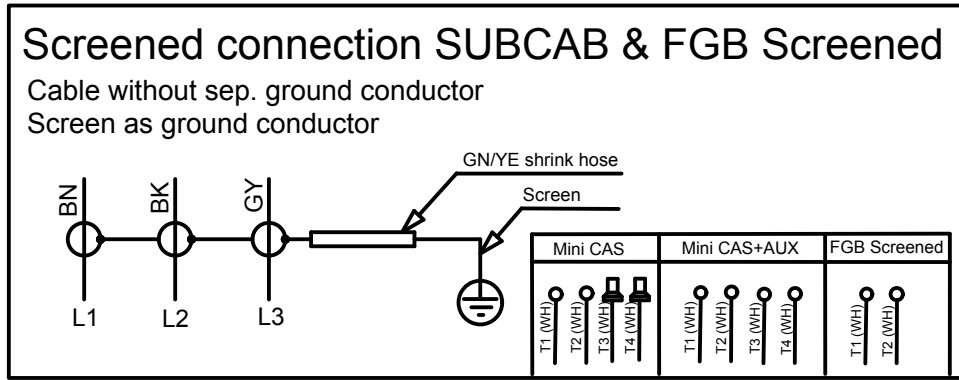 Screened connection SUBCAB & FGB Screened
Cable without sep. ground conductor
Screen as ground conductor
GN/YE shrink hose
Screen
BN
BK
GY
L1
L2
L3
Mini CAS
T1 (WH)
T2 (WH)
T3 (WH)
T4 (WH)
Mini CAS+AUX
T1 (WH)
T2 (WH)
T3 (WH)
T4 (WH)
FGB Screened
T1 (WH)
T2 (WH)